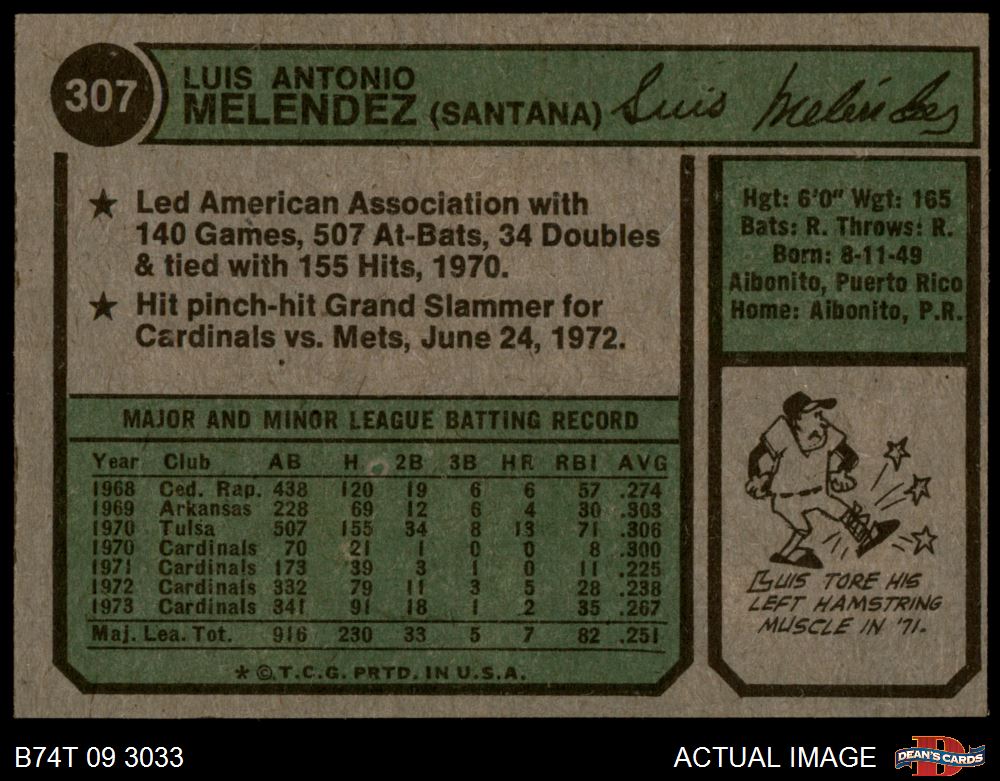 307
LUIS ANTONIO
MELENDEZ (SANTANA)
Luis Meléndez
★ Led American Association with
140 Games, 507 At-Bats, 34 Doubles
& tied with 155 Hits, 1970.
★ Hit pinch-hit Grand Slammer for
Cardinals vs. Mets, June 24, 1972.
MAJOR AND MINOR LEAGUE BATTING RECORD
Year Club AB H 2B 3B HR RBI AVG
1968 Ced. Rap. 438 120 19 6 6 57 .274
1969 Arkansas 228 69 12 6 4 30 .303
1970 Tulsa 507 155 34 8 13 71 .306
1970 Cardinals 70 21 1 0 0 8 .300
1971 Cardinals 173 39 3 1 0 11 .225
1972 Cardinals 332 79 11 3 5 28 .238
1973 Cardinals 341 91 18 1 2 35 .267
Maj. Lea. Tot. 916 230 33 5 7 82 .251
* © T.C.G. PRTD. IN U.S.A.
Hgt: 6'0" Wgt: 165
Bats: R. Throws: R.
Born: 8-11-49
Aibonito, Puerto Rico
Home: Aibonito, P.R.
LUIS TORE HIS
LEFT HAMSTRING
MUSCLE IN '71.
B74T 09 3033
ACTUAL IMAGE
D
DEAN'S CARDS